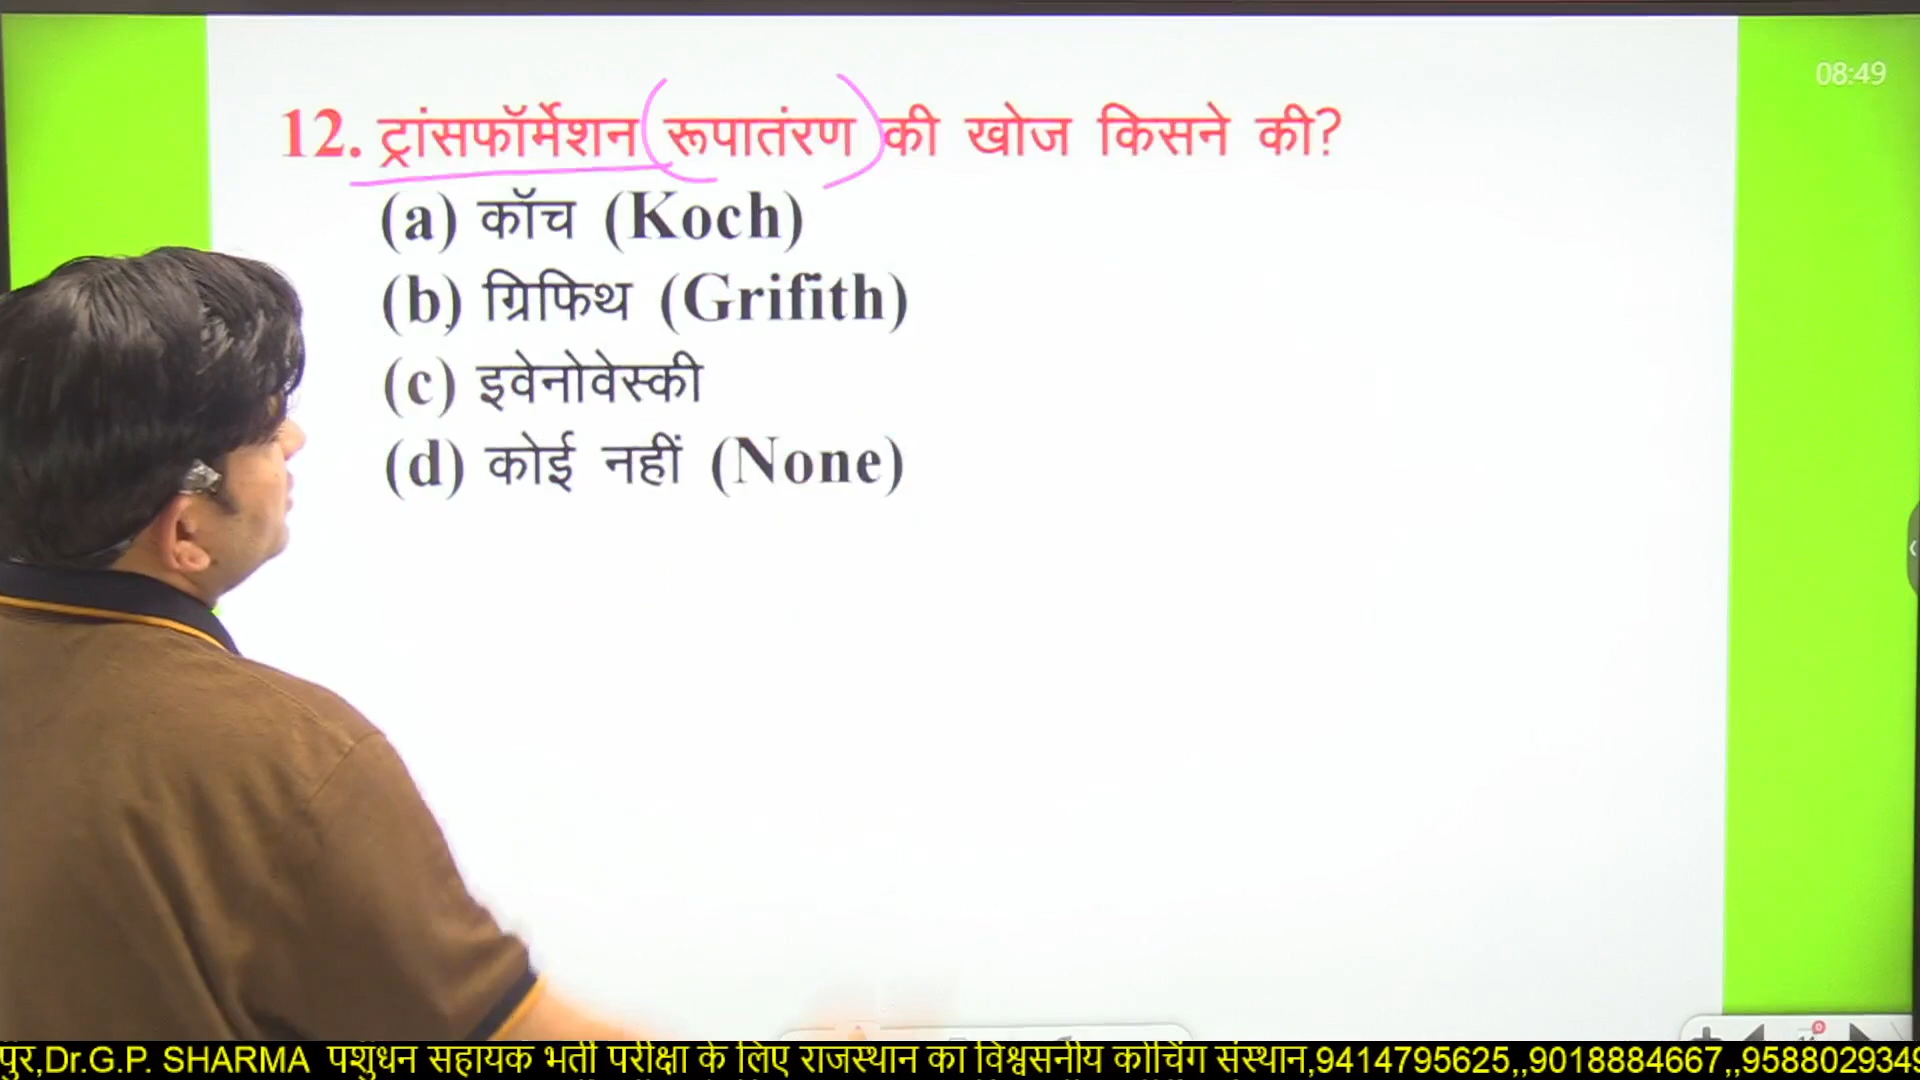 08:49
12. ट्रांसफॉर्मेशन (रूपातंरण) की खोज किसने की?
(a) कॉच (Koch)
(b) ग्रिफिथ (Grifith)
(c) इवेनोवेस्की
(d) कोई नहीं (None)
पुर,Dr.G.P. SHARMA पशुधन सहायक भर्ती परीक्षा के लिए राजस्थान का विश्वसनीय कोचिंग संस्थान,9414795625,,9018884667,,9588029349